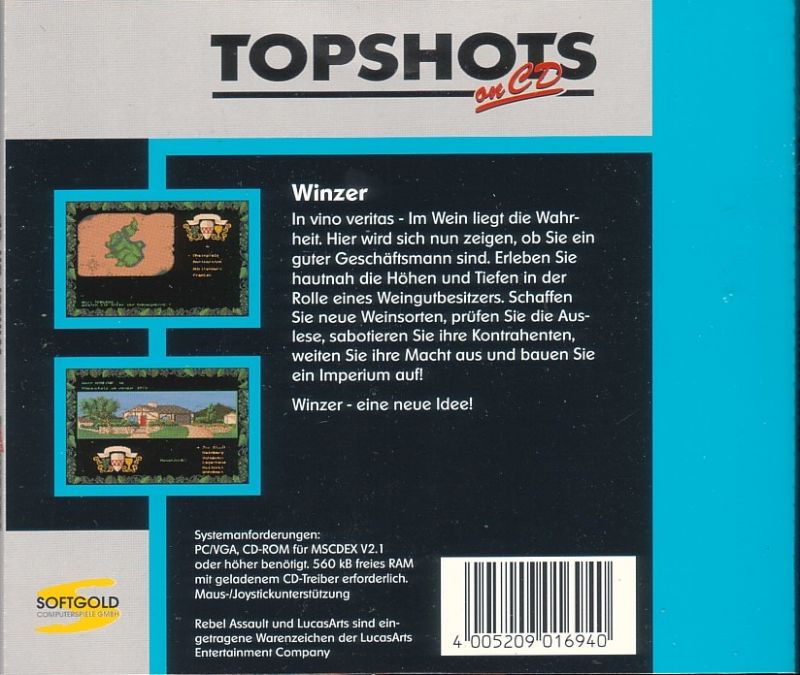 TOPSHOTS
on CD
Winzer
In vino veritas - Im Wein liegt die Wahr-
heit. Hier wird sich nun zeigen, ob Sie ein
guter Geschäftsmann sind. Erleben Sie
hautnah die Höhen und Tiefen in der
Rolle eines Weingutbesitzers. Schaffen
Sie neue Weinsorten, prüfen Sie die Aus-
lese, sabotieren Sie ihre Kontrahenten,
weiten Sie ihre Macht aus und bauen Sie
ein Imperium auf!
Winzer - eine neue Idee!
Systemanforderungen:
PC/VGA, CD-ROM für MSCDEX V2.1
oder höher benötigt. 560 kB freies RAM
mit geladenem CD-Treiber erforderlich.
Maus-/Joystickunterstützung
Rebel Assault und LucasArts sind ein-
getragene Warenzeichen der LucasArts
Entertainment Company
SOFTGOLD
COMPUTERSPIELE GMBH
4 005209 016940